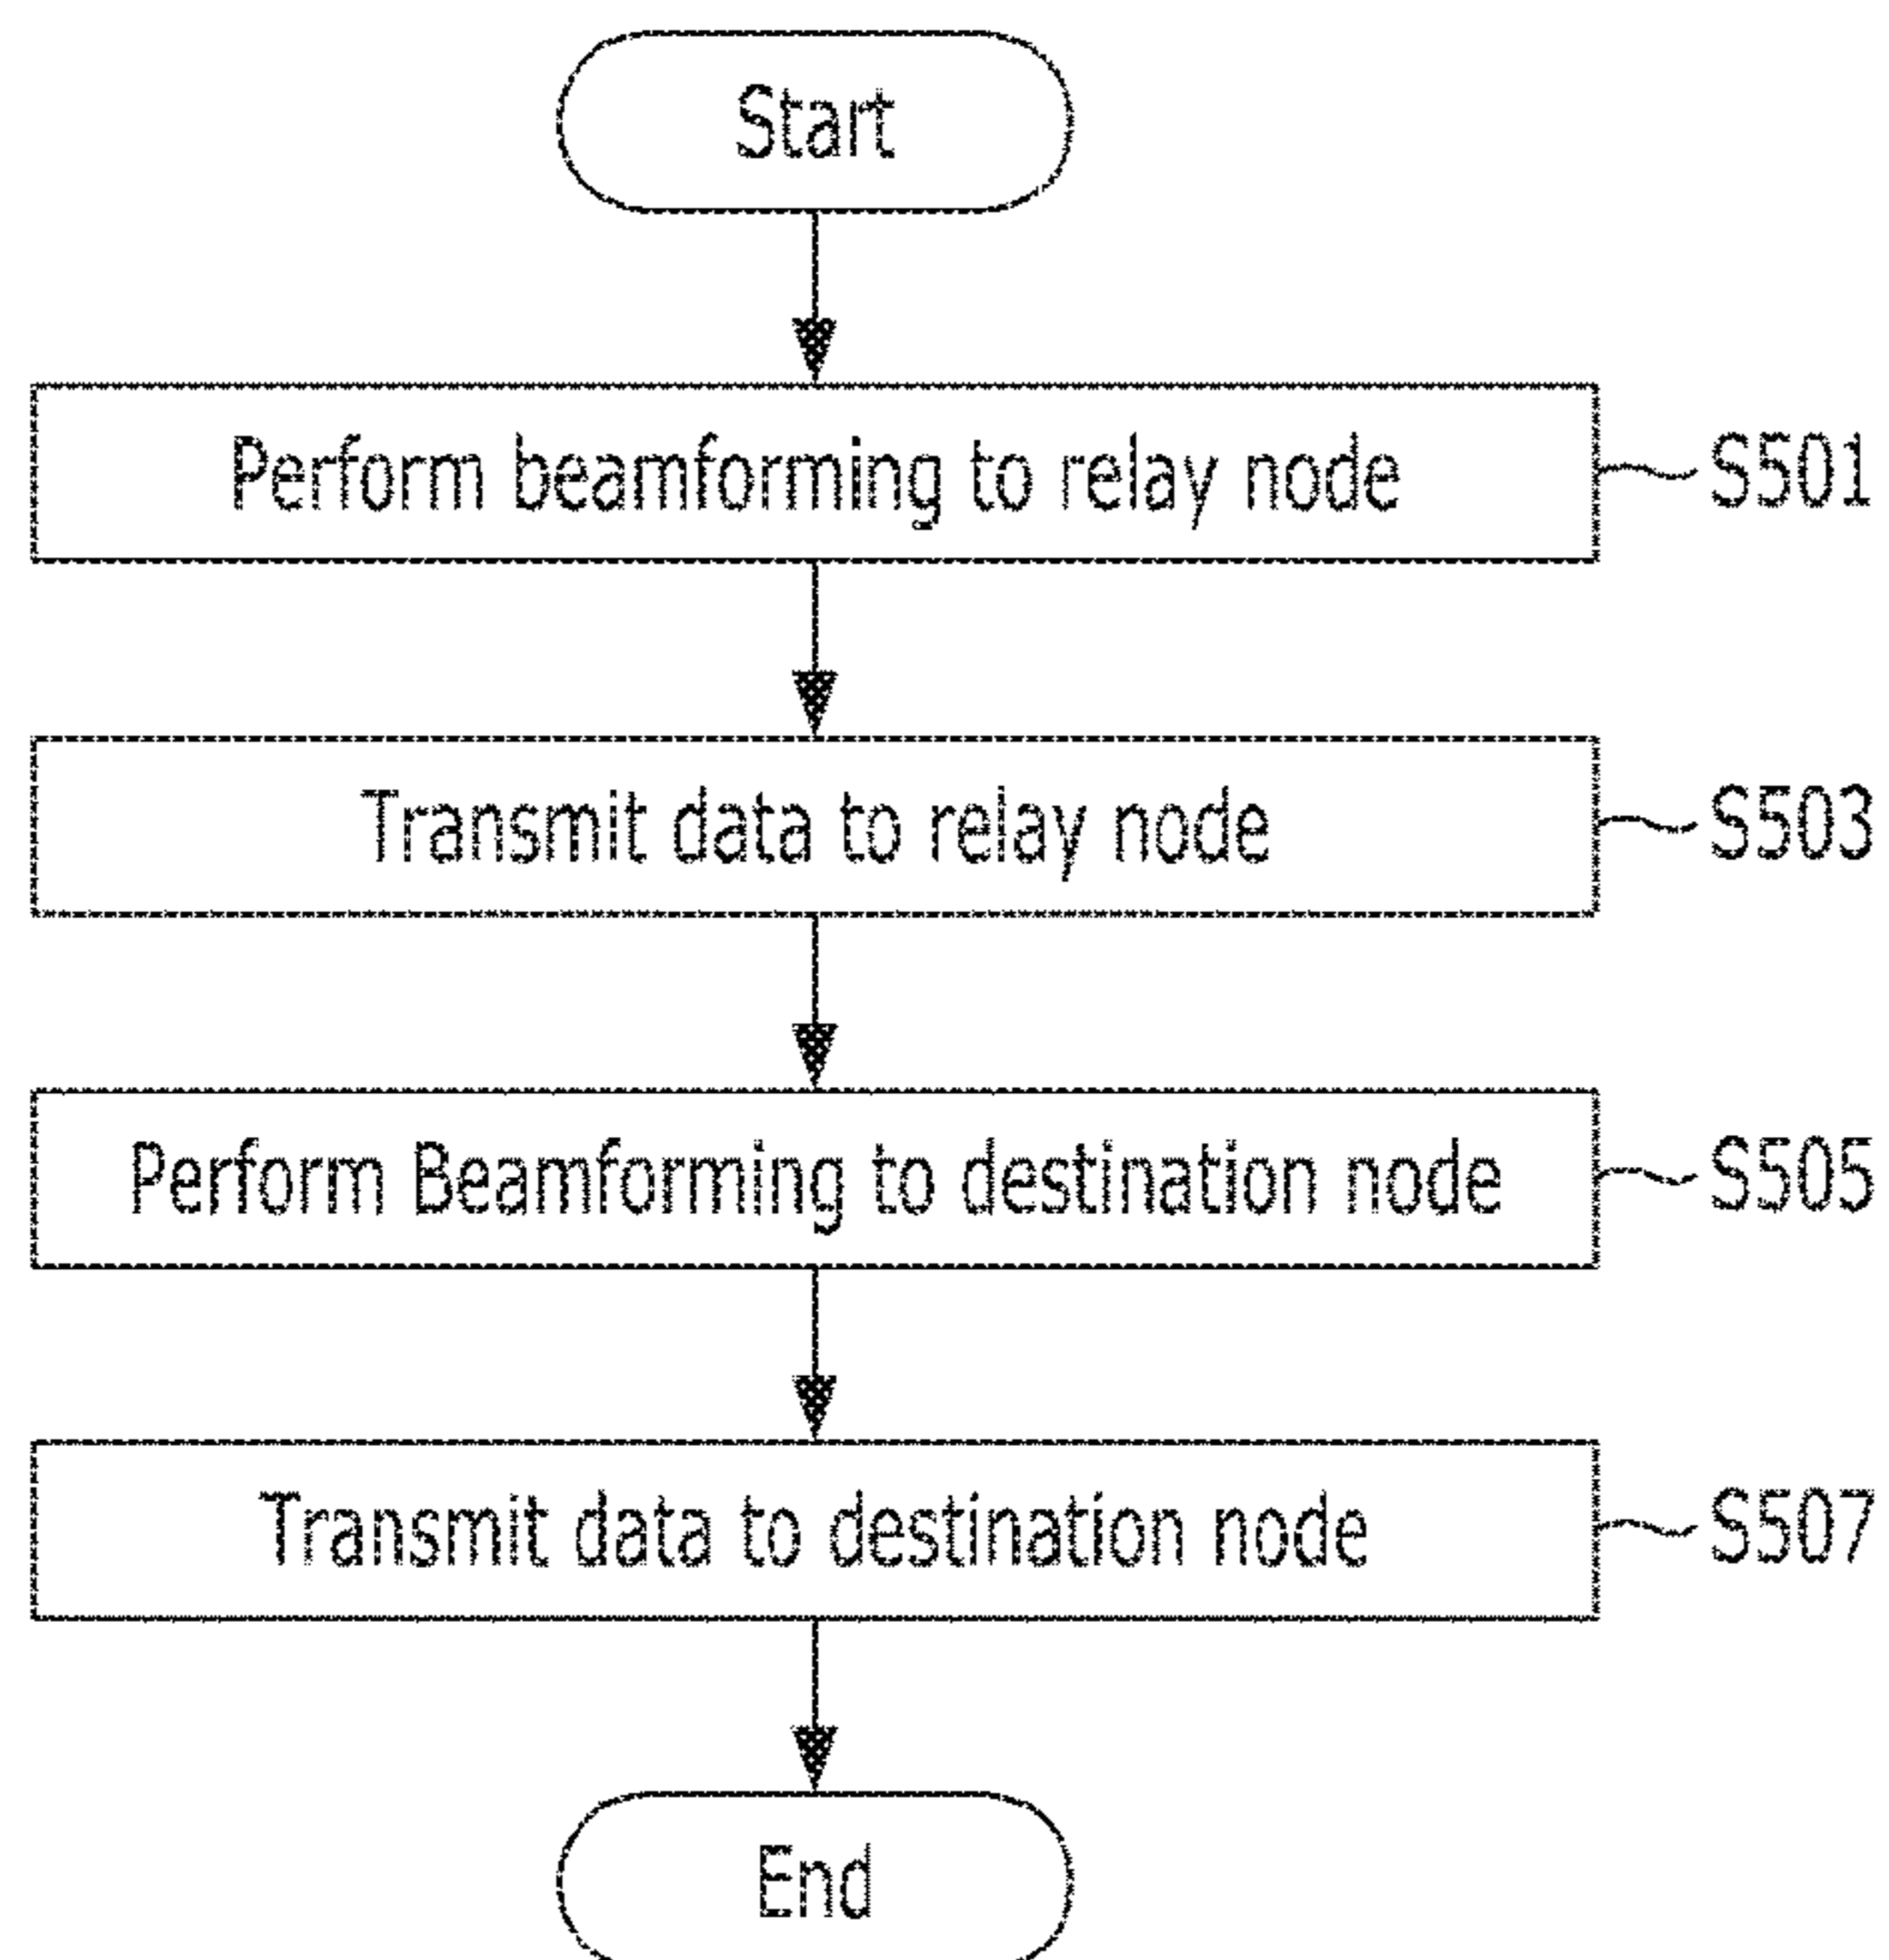 Start
Perform beamforming to relay node
S501
Transmit data to relay node
S503
Perform Beamforming to destination node
S505
Transmit data to destination node
S507
End